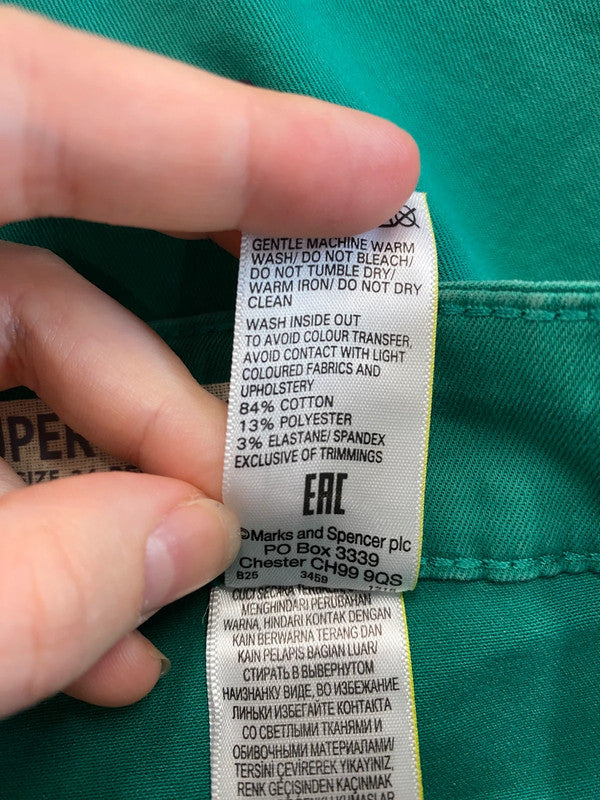 GENTLE MACHINE WARM
WASH/ DO NOT BLEACH/
DO NOT TUMBLE DRY/
WARM IRON/ DO NOT DRY
CLEAN
WASH INSIDE OUT
TO AVOID COLOUR TRANSFER,
AVOID CONTACT WITH LIGHT
COLOURED FABRICS AND
UPHOLSTERY
84% COTTON
13% POLYESTER
3% ELASTANE/ SPANDEX
EXCLUSIVE OF TRIMMINGS
EAC
Marks and Spencer plc
PO Box 3339
Chester CH99 9QS
B25 3459
CUCI SECARA
MENGHINDARI PERUBAHAN
WARNA, HINDARI KONTAK DENGAN
KAIN BERWARNA TERANG DAN
KAIN PELAPIS BAGIAN LUAR/
СТИРАТЬ В ВЫВЕРНУТОМ
НАИЗНАНКУ ВИДЕ, ВО ИЗБЕЖАНИЕ
ЛИНЬКИ ИЗБЕГАЙТЕ КОНТАКТА
СО СВЕТЛЫМИ ТКАНЯМИ И
ОБИВОЧНЫМИ МАТЕРИАЛАМИ/
TERSİNİ ÇEVİREREK YIKAYINIZ,
RENK GEÇİSİNDEN KAÇINMAK